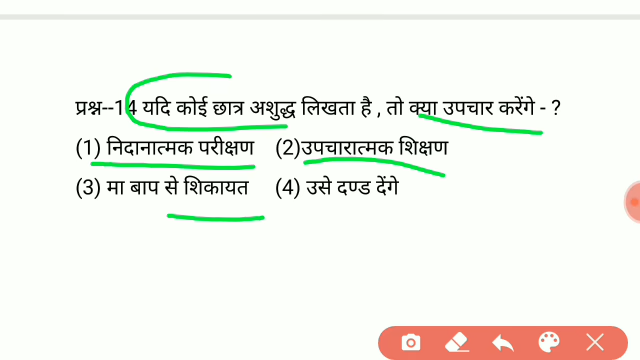 प्रश्न--14 यदि कोई छात्र अशुद्ध लिखता है , तो क्या उपचार करेंगे - ?
(1) निदानात्मक परीक्षण (2)उपचारात्मक शिक्षण
(3) मा बाप से शिकायत (4) उसे दण्ड देंगे